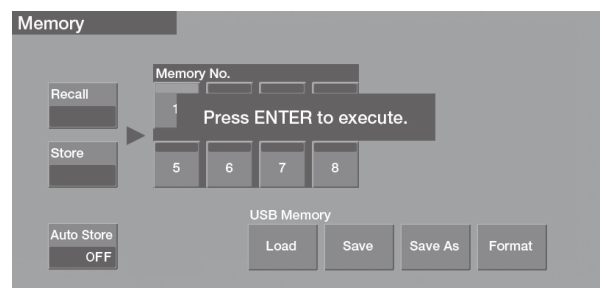 Memory
Memory No.
Recall
1
Press ENTER to execute.
Store
5 6 7 8
USB Memory
Auto Store
OFF
Load Save Save As Format